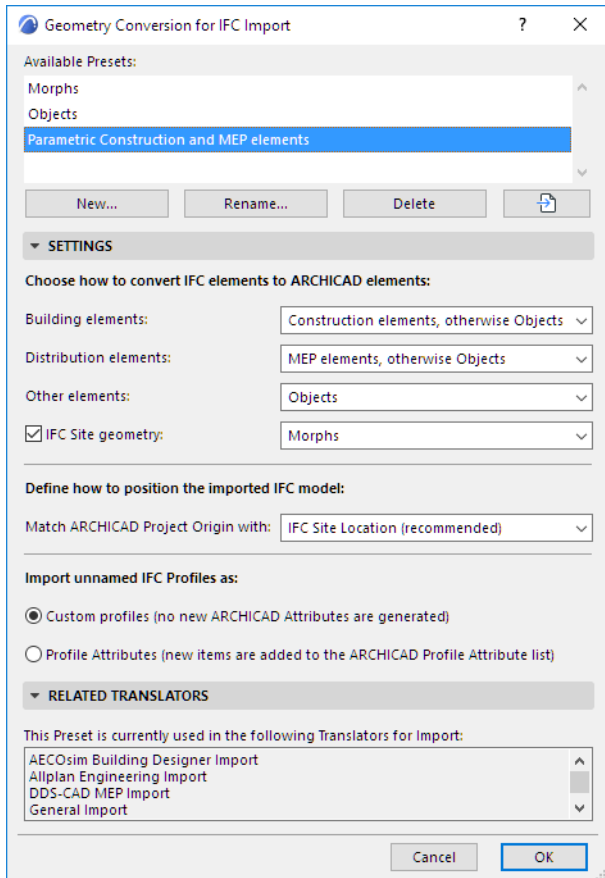 Geometry Conversion for IFC Import
Available Presets:
Morphs
Objects
Parametric Construction and MEP elements
New... Rename... Delete
SETTINGS
Choose how to convert IFC elements to ARCHICAD elements:
Building elements: Construction elements, otherwise Objects
Distribution elements: MEP elements, otherwise Objects
Other elements: Objects
IFC Site geometry: Morphs
Define how to position the imported IFC model:
Match ARCHICAD Project Origin with: IFC Site Location (recommended)
Import unnamed IFC Profiles as:
Custom profiles (no new ARCHICAD Attributes are generated)
Profile Attributes (new items are added to the ARCHICAD Profile Attribute list)
RELATED TRANSLATORS
This Preset is currently used in the following Translators for Import:
AECOsim Building Designer Import
Allplan Engineering Import
DDS-CAD MEP Import
General Import
Cancel OK